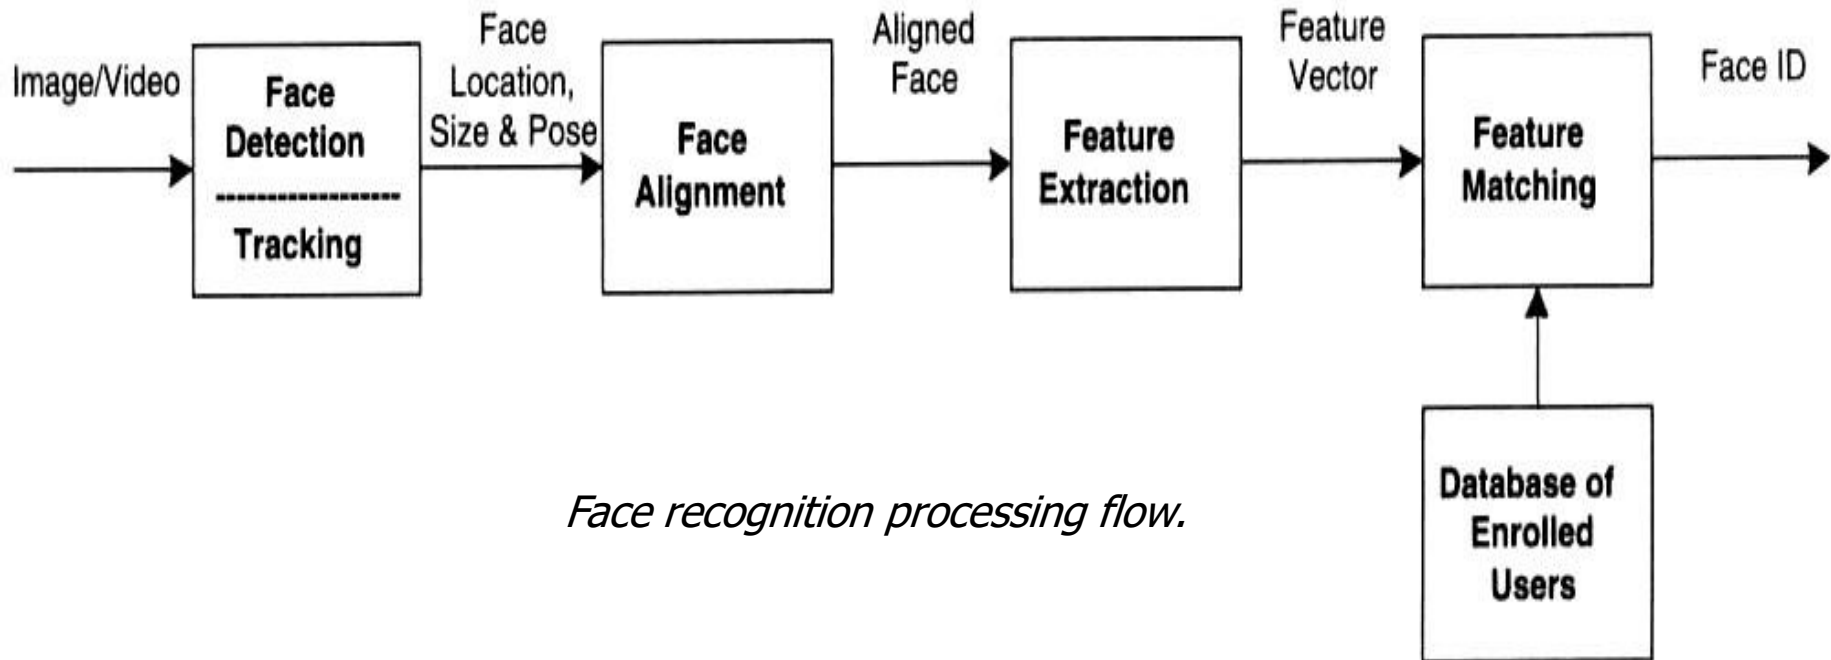 Image/Video
Face
Detection
Tracking
Face
Location,
Size & Pose
Face
Alignment
Aligned
Face
Feature
Extraction
Feature
Vector
Feature
Matching
Face ID
Database of
Enrolled
Users
Face recognition processing flow.